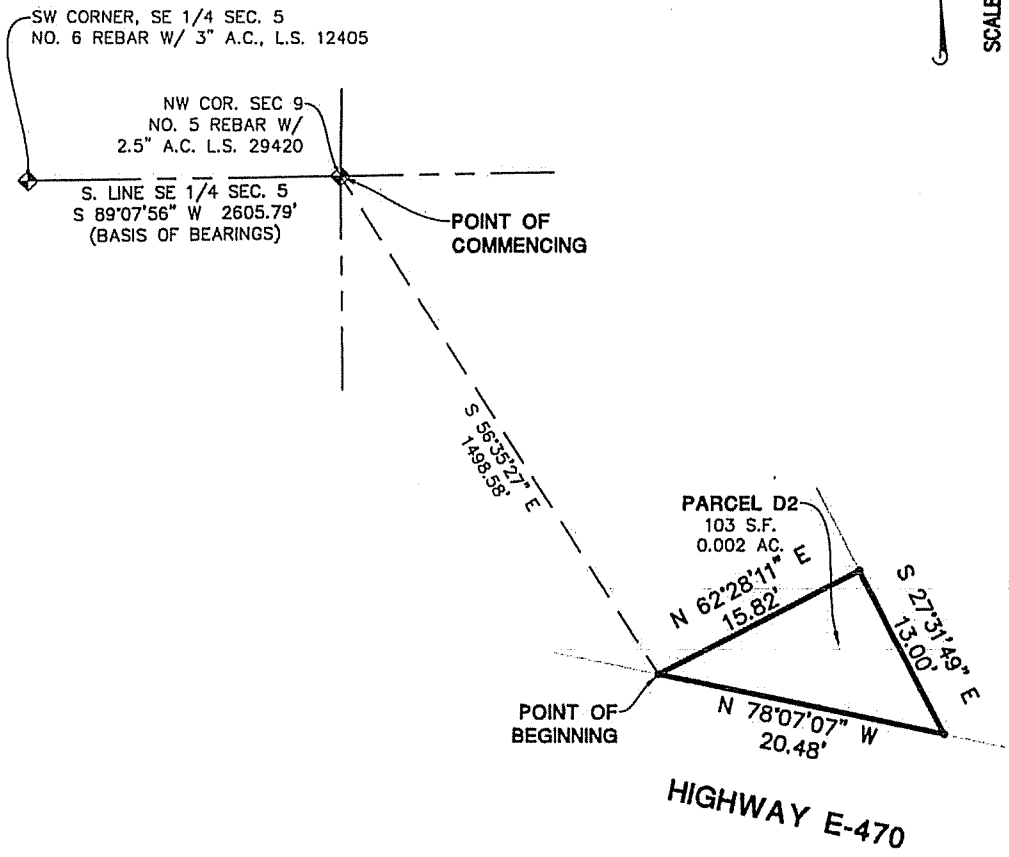 SW CORNER, SE 1/4 SEC. 5
NO. 6 REBAR W/ 3" A.C., L.S. 12405
SCALE
NW COR. SEC 9
NO. 5 REBAR W/
2.5" A.C. L.S. 29420
S. LINE SE 1/4 SEC. 5
S 89°07'56" W 2605.79'
(BASIS OF BEARINGS)
POINT OF
COMMENCING
S 56°35'27" E
1498.58'
PARCEL D2
103 S.F.
0.002 AC.
N 62°28'11" E
15.82'
S 27°31'49" E
13.00'
POINT OF
BEGINNING
N 78°07'07" W
20.48'
HIGHWAY E-470